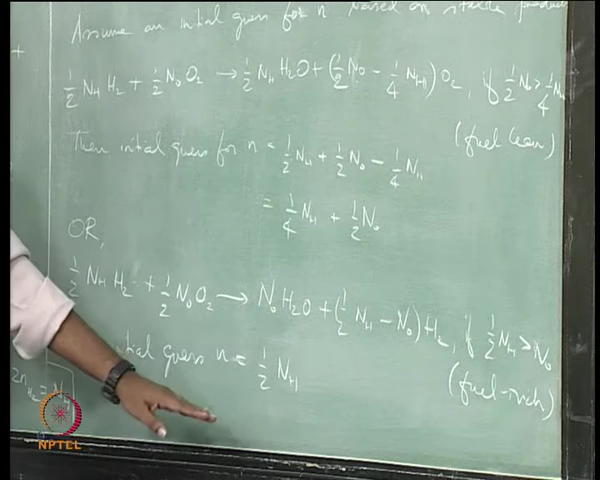 Assume an initial guess for n based on stable
+
1/2 N_H H2 + 1/2 N_O O2 → 1/2 N_H H2O + (1/2 N_O - 1/4 N_H) O2, if 1/2 N_O > 1/4 N_H
(fuel lean)
Then initial guess for n = 1/2 N_H + 1/2 N_O - 1/4 N_H
= 1/4 N_H + 1/2 N_O
OR,
1/2 N_H H2 + 1/2 N_O O2 → N_O H2O + (1/2 N_H - N_O) H2, if 1/2 N_H > N_O
guess n = 1/2 N_H
(fuel-rich)
NPTEL